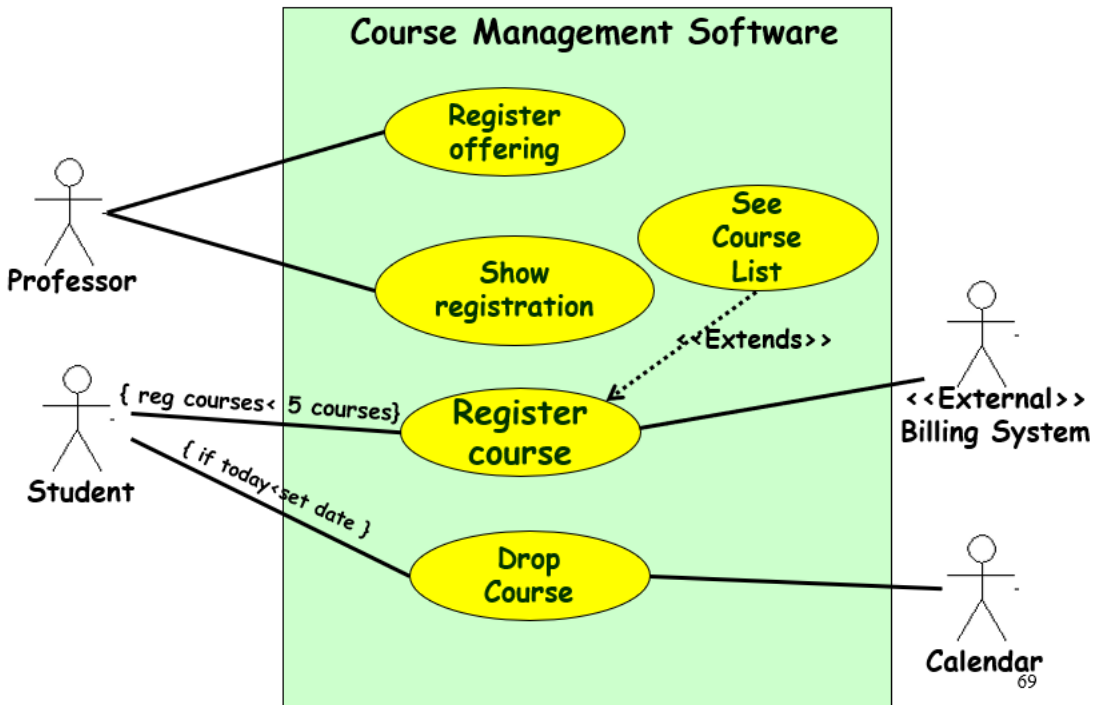 Course Management Software
Register
offering
See
Course
List
Professor
Show
registration
<<Extends>>
{ reg courses< 5 courses}
Register
course
<<External>>
Billing System
Student
{ if today<set date }
Drop
Course
Calendar
69